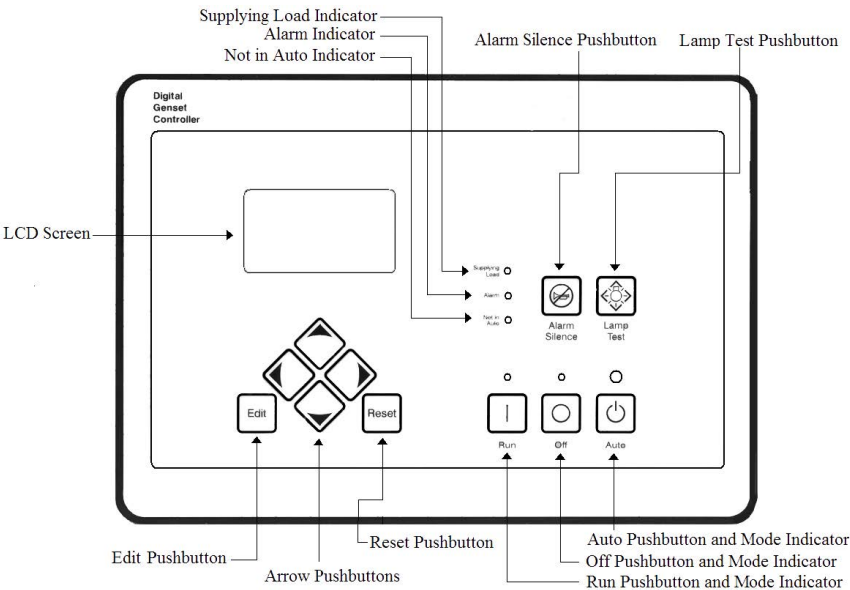 Supplying Load Indicator
Alarm Indicator
Not in Auto Indicator
Alarm Silence Pushbutton
Lamp Test Pushbutton
Digital
Genset
Controller
LCD Screen
Supplying
Load
Alarm
Not in
Auto
Alarm
Silence
Lamp
Test
Edit
Reset
Run
Off
Auto
Edit Pushbutton
Arrow Pushbuttons
Reset Pushbutton
Auto Pushbutton and Mode Indicator
Off Pushbutton and Mode Indicator
Run Pushbutton and Mode Indicator